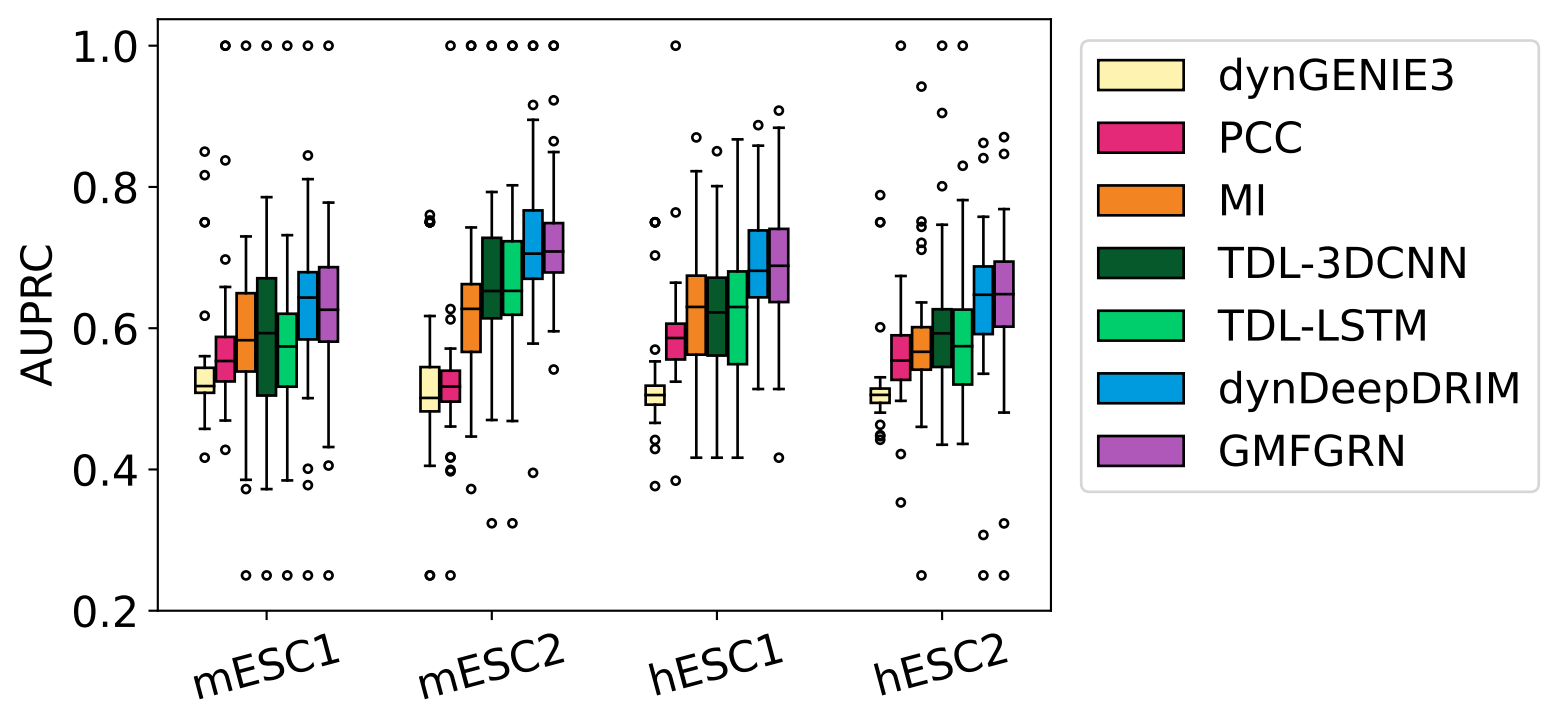 AUPRC
1.0
0.8
0.6
0.4
0.2
mESC1
mESC2
hESC1
hESC2
dynGENIE3
PCC
MI
TDL-3DCNN
TDL-LSTM
dynDeepDRIM
GMFGRN